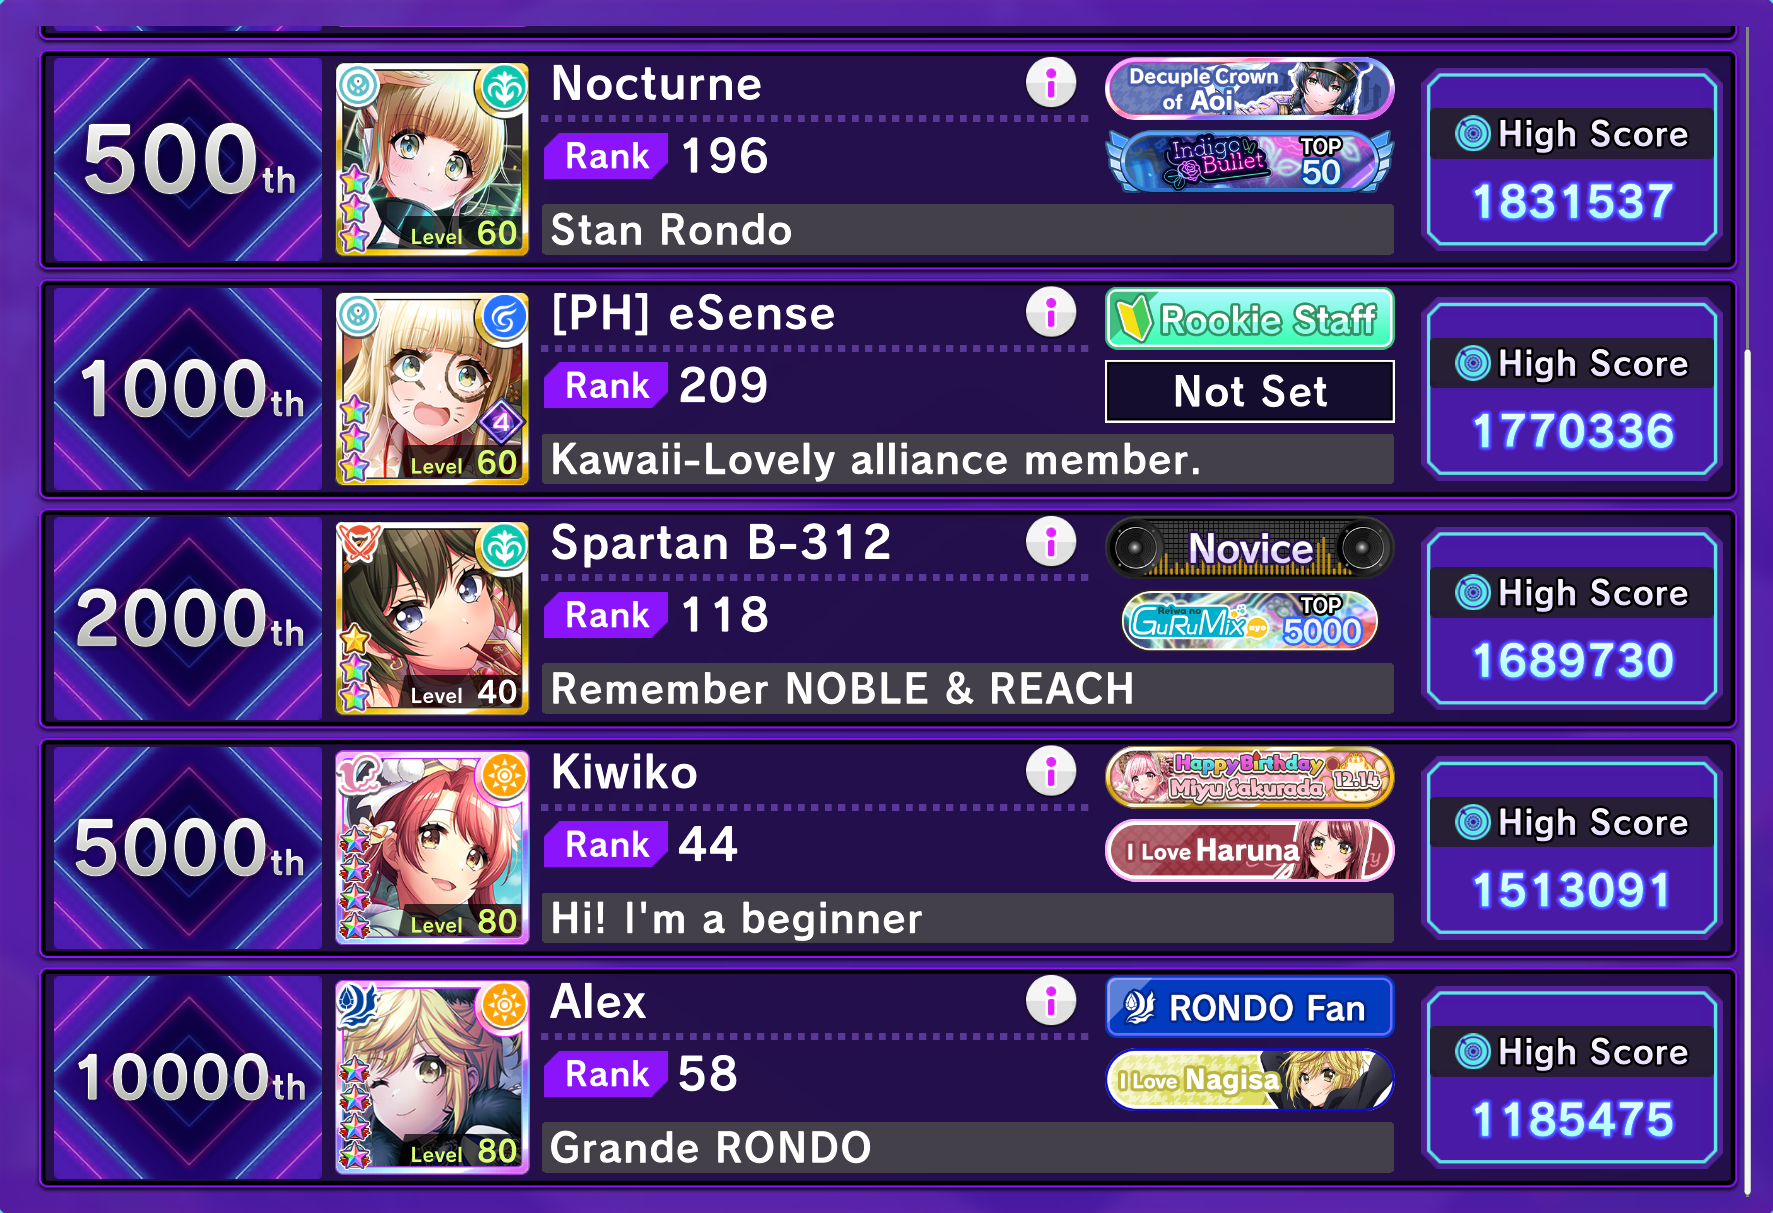 500th
Level 60
Nocturne
Rank 196
Stan Rondo
Decuple Crown
of Aoi
Indigo
Bullet
TOP
50
High Score
1831537
1000th
4
Level 60
[PH] eSense
Rank 209
Kawaii-Lovely alliance member.
Rookie Staff
Not Set
High Score
1770336
2000th
Level 40
Spartan B-312
Rank 118
Remember NOBLE & REACH
Novice
Reiwa no
GuRuMix
TOP
5000
High Score
1689730
5000th
Level 80
Kiwiko
Rank 44
Hi! I'm a beginner
Happy Birthday
Miyu Sakurada
12.14
I Love Haruna
High Score
1513091
10000th
Level 80
Alex
Rank 58
Grande RONDO
RONDO Fan
I Love Nagisa
High Score
1185475